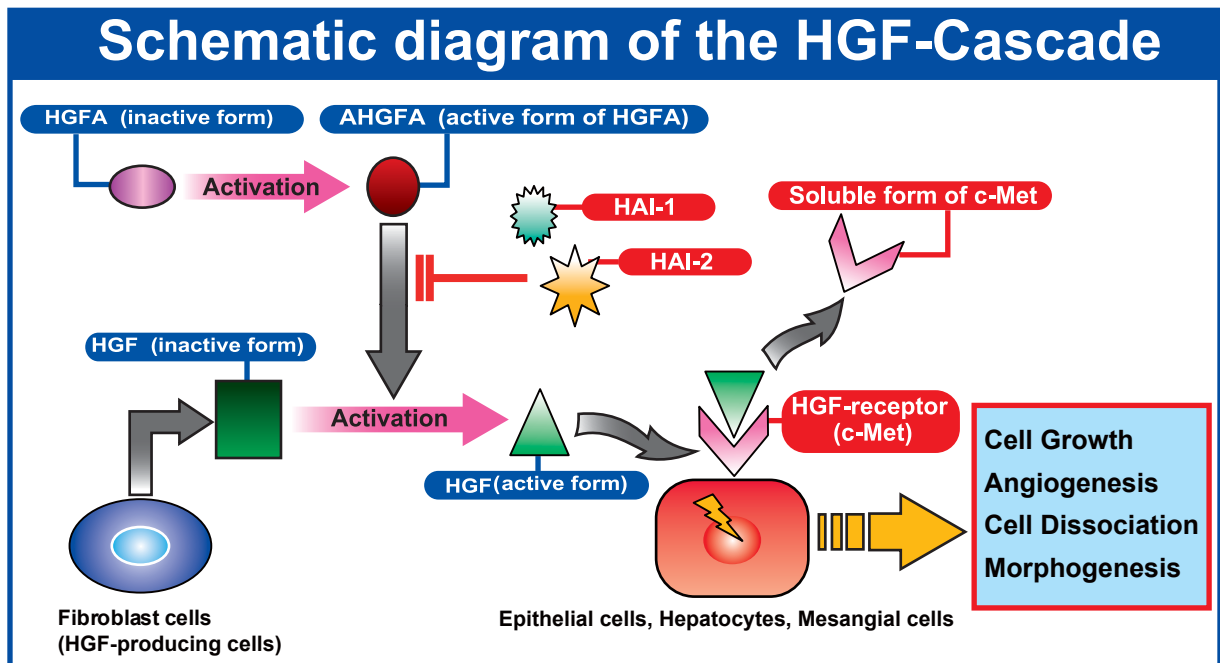 Schematic diagram of the HGF-Cascade
HGFA (inactive form)
AHGFA (active form of HGFA)
Activation
HAI-1
HAI-2
Soluble form of c-Met
HGF (inactive form)
Activation
HGF-receptor
(c-Met)
HGF(active form)
Cell Growth
Angiogenesis
Cell Dissociation
Morphogenesis
Fibroblast cells
(HGF-producing cells)
Epithelial cells, Hepatocytes, Mesangial cells